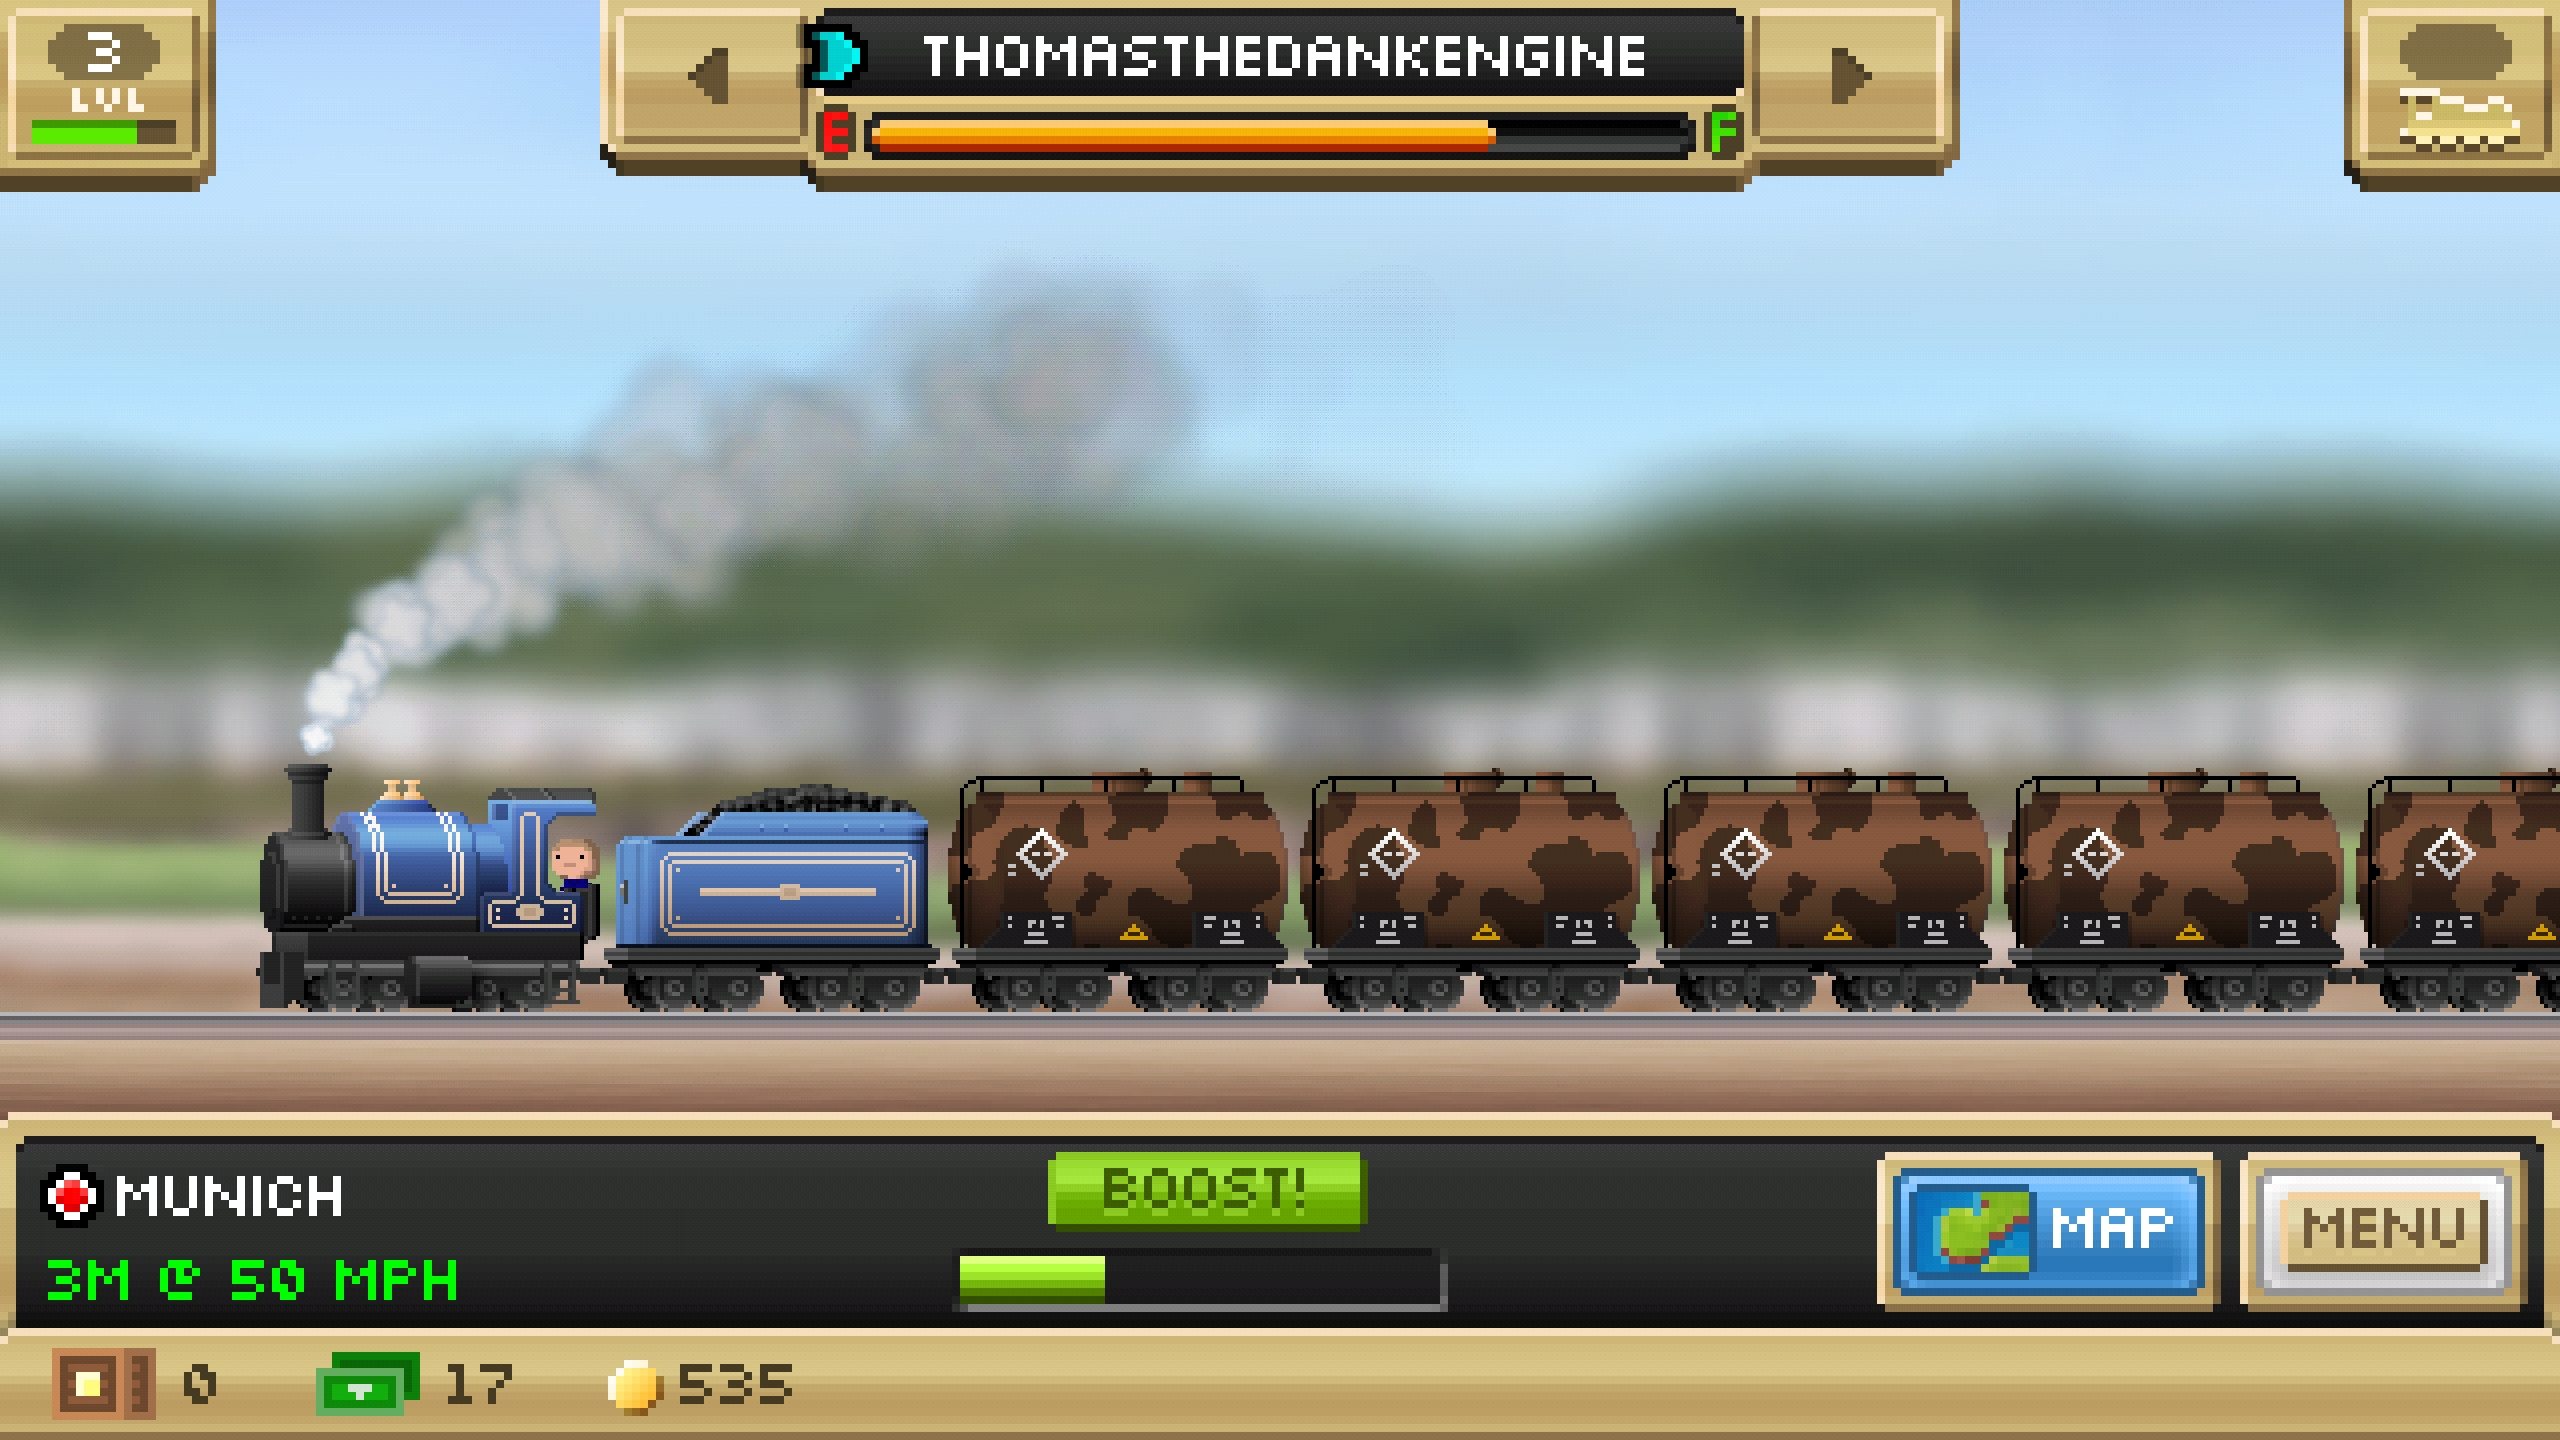 3
LVL
THOMASTHEDANKENGINE
E
F
MUNICH
3M @ 50 MPH
BOOST!
MAP
MENU
0
17
535